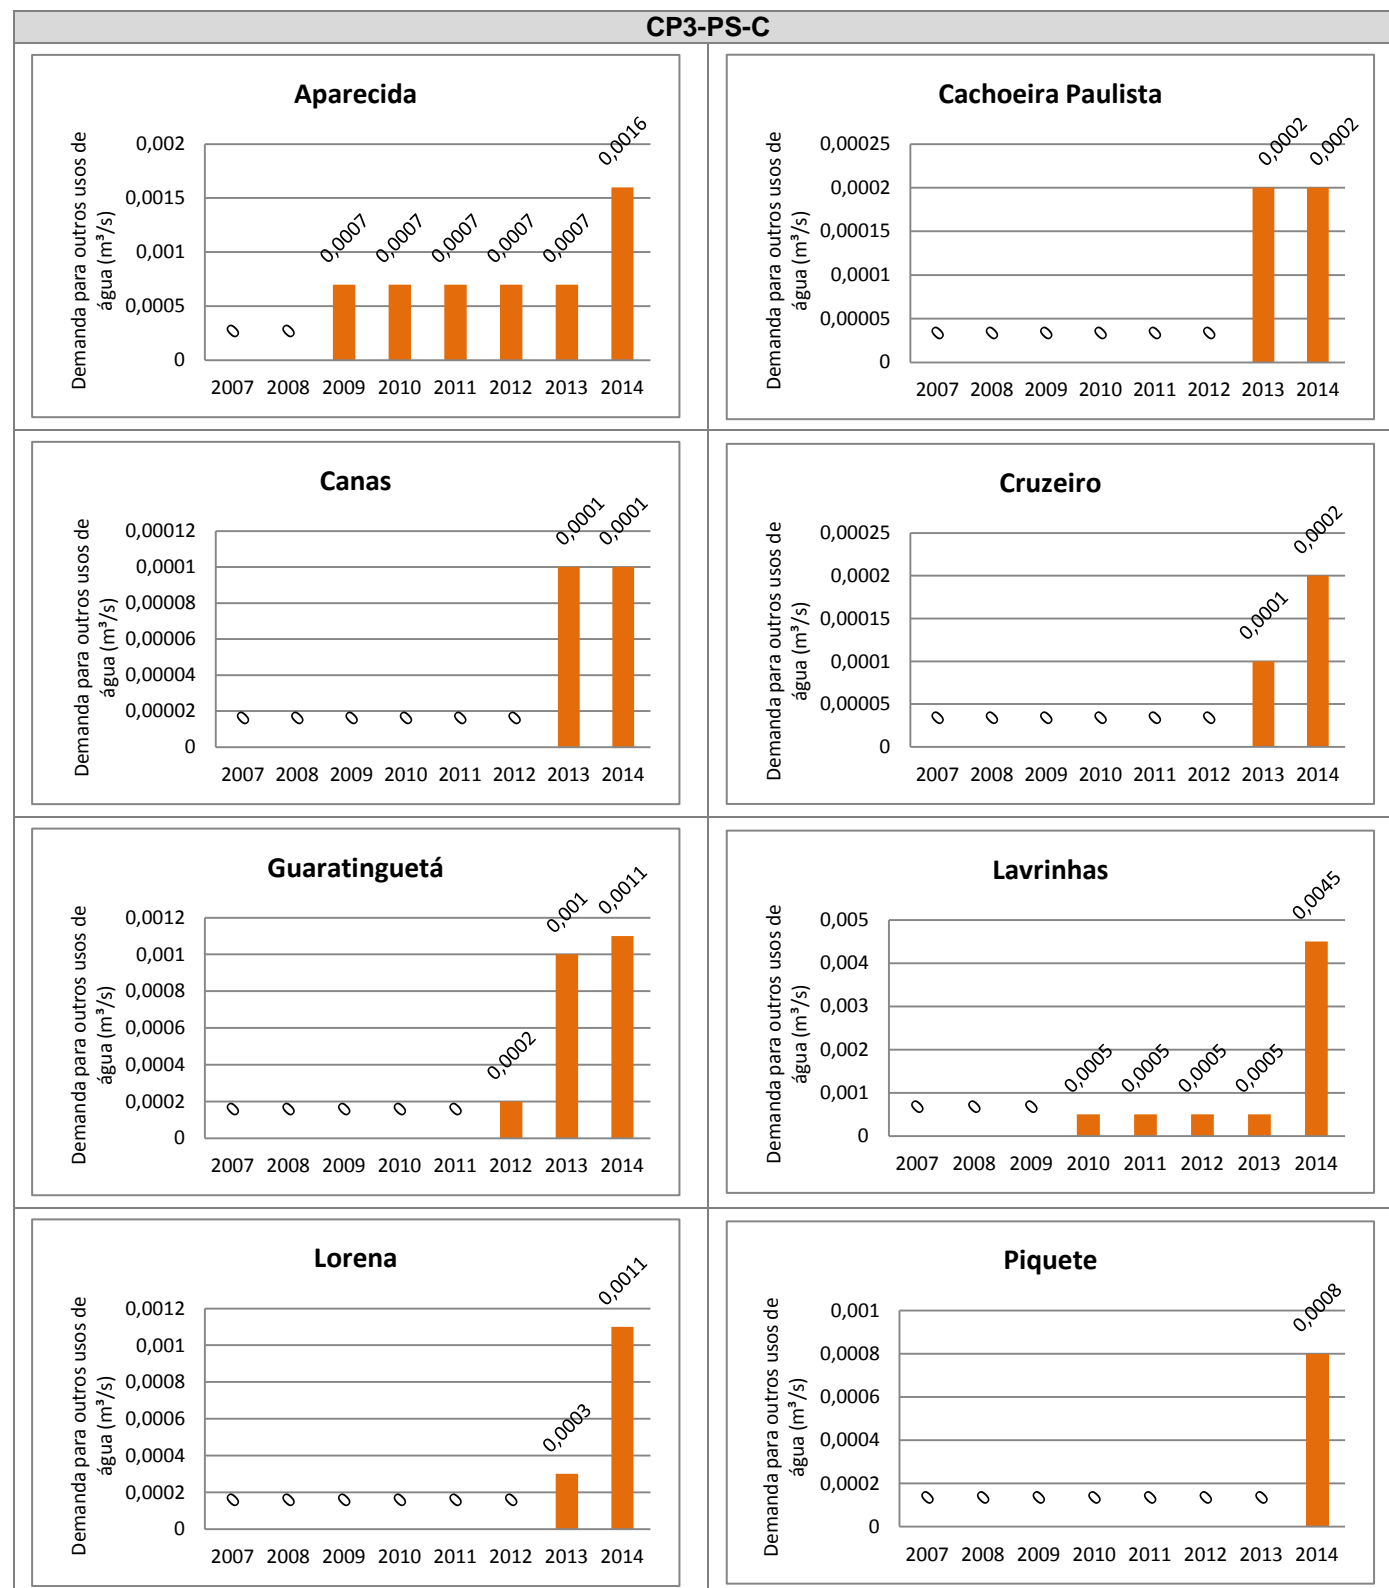 CP3-PS-C
Aparecida
Demanda para outros usos de
água (m³/s)
0,002
0,0015
0,001
0,0005
0
0 0 0,0007 0,0007 0,0007 0,0007 0,0007 0,0016
2007 2008 2009 2010 2011 2012 2013 2014
Cachoeira Paulista
Demanda para outros usos de
água (m³/s)
0,00025
0,0002
0,00015
0,0001
0,00005
0
0 0 0 0 0 0 0,0002 0,0002
2007 2008 2009 2010 2011 2012 2013 2014
Canas
Demanda para outros usos de
água (m³/s)
0,00012
0,0001
0,00008
0,00006
0,00004
0,00002
0
0 0 0 0 0 0 0,0001 0,0001
2007 2008 2009 2010 2011 2012 2013 2014
Cruzeiro
Demanda para outros usos de
água (m³/s)
0,00025
0,0002
0,00015
0,0001
0,00005
0
0 0 0 0 0 0 0,0001 0,0002
2007 2008 2009 2010 2011 2012 2013 2014
Guaratinguetá
Demanda para outros usos de
água (m³/s)
0,0012
0,001
0,0008
0,0006
0,0004
0,0002
0
0 0 0 0 0 0,0002 0,001 0,0011
2007 2008 2009 2010 2011 2012 2013 2014
Lavrinhas
Demanda para outros usos de
água (m³/s)
0,005
0,004
0,003
0,002
0,001
0
0 0 0 0,0005 0,0005 0,0005 0,0005 0,0045
2007 2008 2009 2010 2011 2012 2013 2014
Lorena
Demanda para outros usos de
água (m³/s)
0,0012
0,001
0,0008
0,0006
0,0004
0,0002
0
0 0 0 0 0 0 0,0003 0,0011
2007 2008 2009 2010 2011 2012 2013 2014
Piquete
Demanda para outros usos de
água (m³/s)
0,001
0,0008
0,0006
0,0004
0,0002
0
0 0 0 0 0 0 0 0,0008
2007 2008 2009 2010 2011 2012 2013 2014